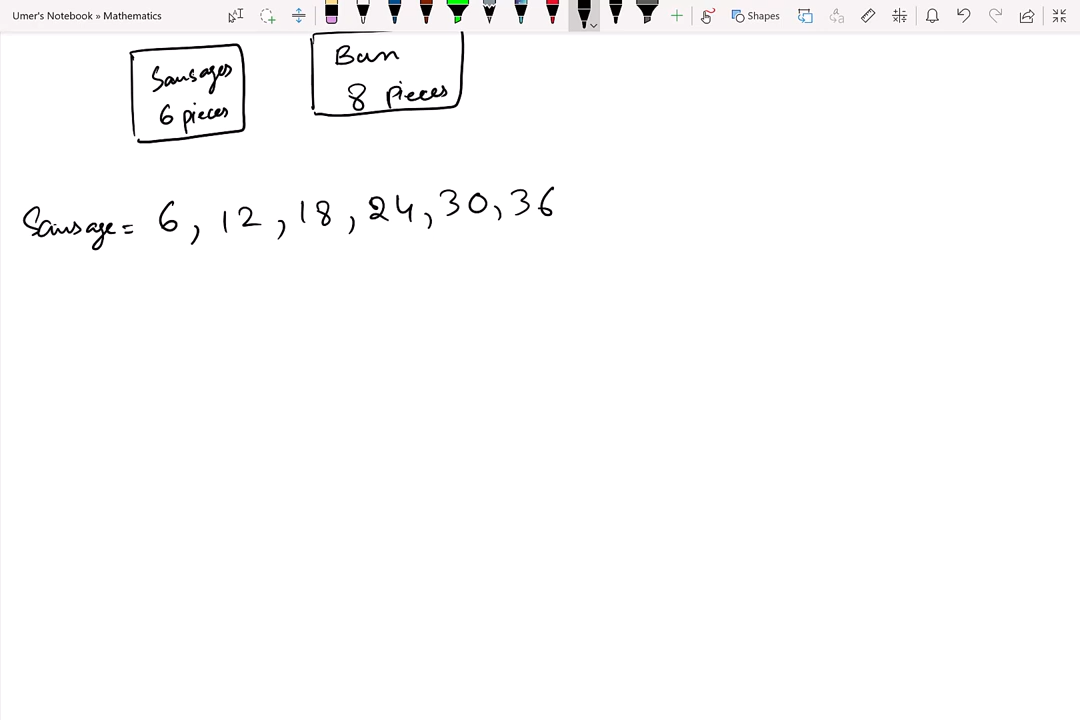 Umer's Notebook » Mathematics
Shapes
Sausages
6 pieces
Bun
8 pieces
Sausage = 6, 12, 18, 24, 30, 36